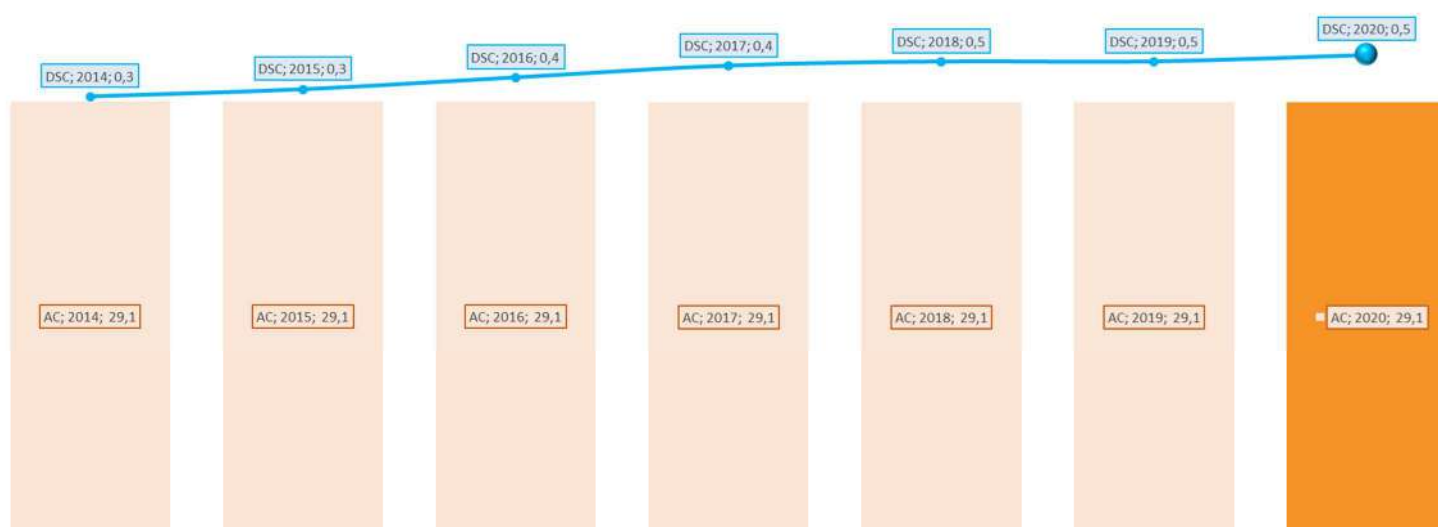 DSC; 2014; 0,3
DSC; 2015; 0,3
DSC; 2016; 0,4
DSC; 2017; 0,4
DSC; 2018; 0,5
DSC; 2019; 0,5
DSC; 2020; 0,5
AC; 2014; 29,1
AC; 2015; 29,1
AC; 2016; 29,1
AC; 2017; 29,1
AC; 2018; 29,1
AC; 2019; 29,1
AC; 2020; 29,1